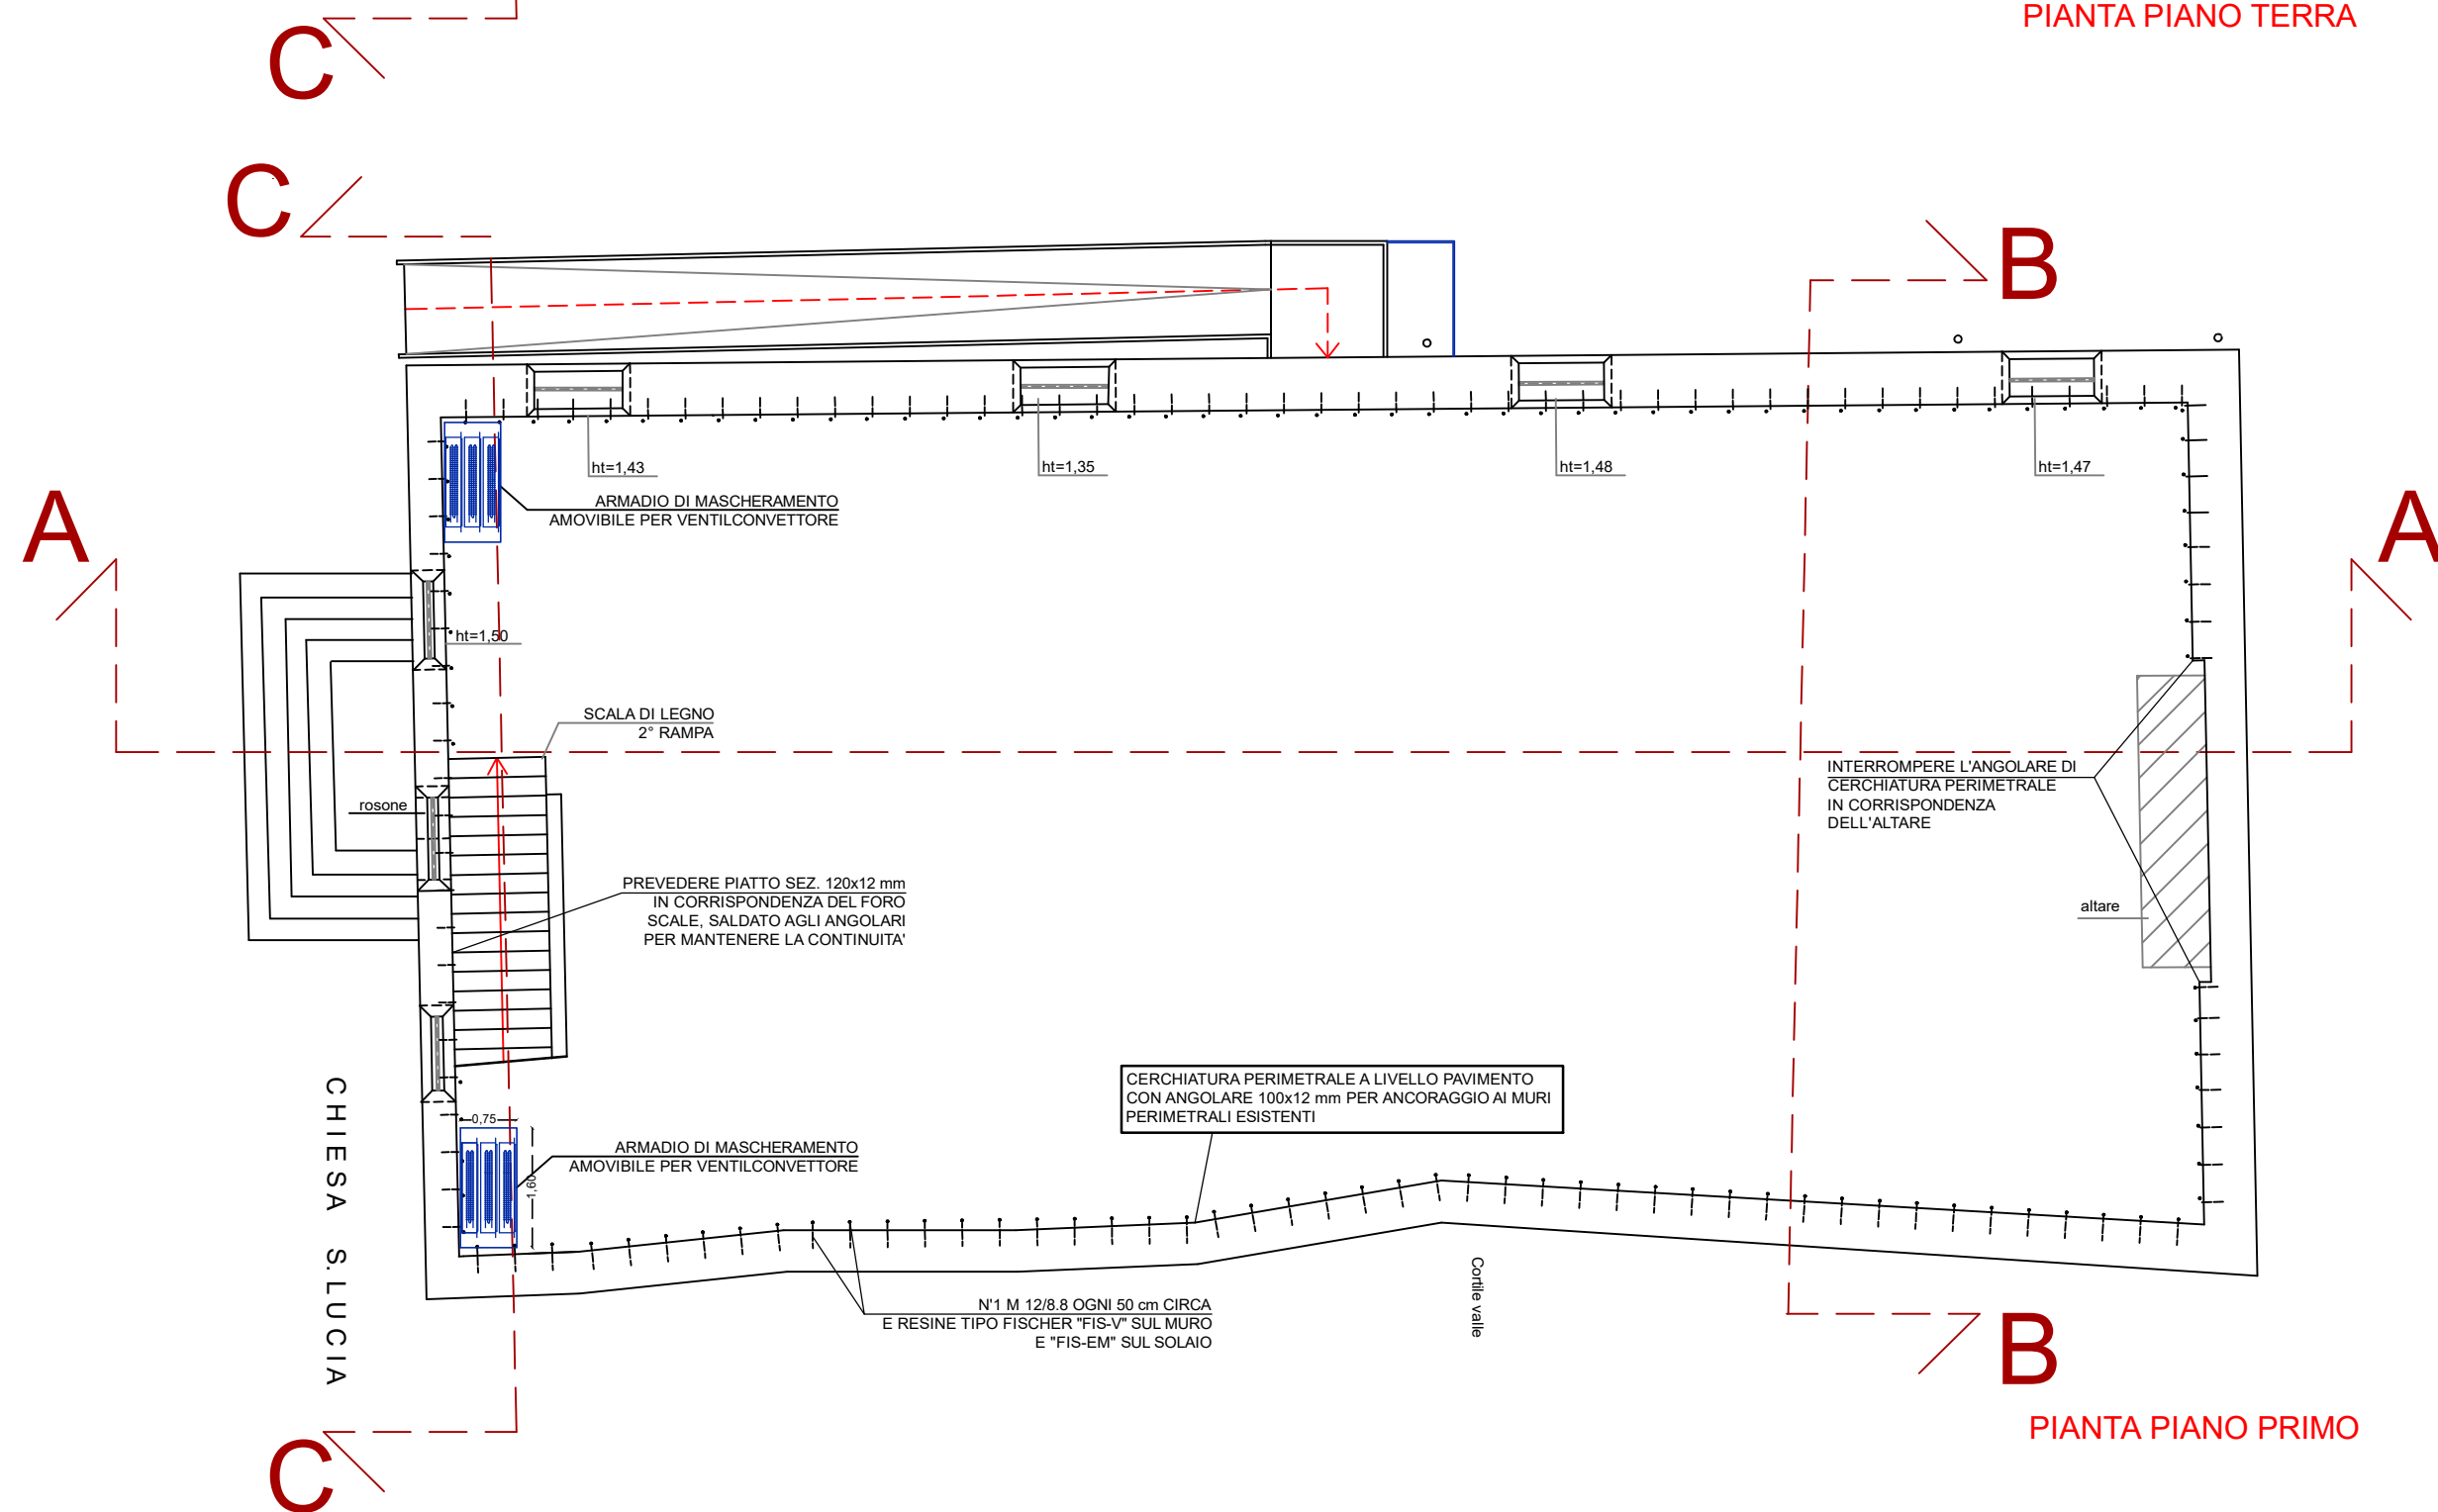 PIANTA PIANO TERRA
C
C
B
ht=1,43
ht=1,35
ht=1,48
ht=1,47
A
A
ARMADIO DI MASCHERAMENTO
AMOVIBILE PER VENTILCONVETTORE
ht=1,50
SCALA DI LEGNO
2° RAMPA
rosone
INTERROMPERE L'ANGOLARE DI
CERCHIATURA PERIMETRALE
IN CORRISPONDENZA
DELL'ALTARE
PREVEDERE PIATTO SEZ. 120x12 mm
IN CORRISPONDENZA DEL FORO
SCALE, SALDATO AGLI ANGOLARI
PER MANTENERE LA CONTINUITA'
altare
CHIESA S.LUCIA
0,75
1,60
CERCHIATURA PERIMETRALE A LIVELLO PAVIMENTO
CON ANGOLARE 100x12 mm PER ANCORAGGIO AI MURI
PERIMETRALI ESISTENTI
ARMADIO DI MASCHERAMENTO
AMOVIBILE PER VENTILCONVETTORE
Cortile valle
N'1 M 12/8.8 OGNI 50 cm CIRCA
E RESINE TIPO FISCHER "FIS-V" SUL MURO
E "FIS-EM" SUL SOLAIO
B
PIANTA PIANO PRIMO
C